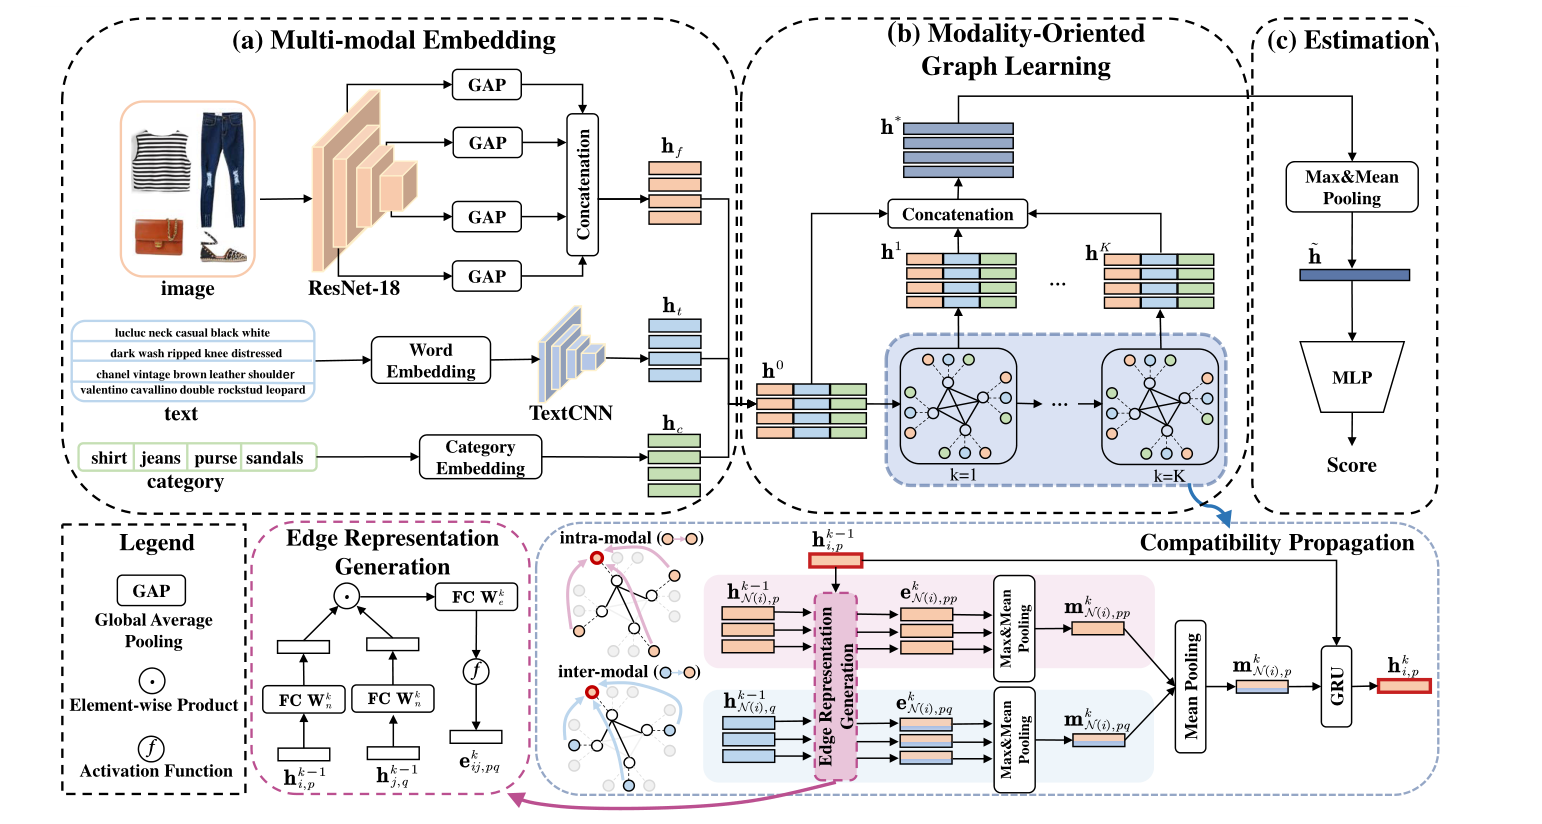 (a) Multi-modal Embedding
GAP
GAP
GAP
GAP
Concatenation
image
ResNet-18
h_f
lucluc neck casual black white
dark wash ripped knee distressed
chanel vintage brown leather shoulder
valentino cavallino double rockstud leopard
text
Word
Embedding
TextCNN
h_t
shirt jeans purse sandals
category
Category
Embedding
h_c
(b) Modality-Oriented
Graph Learning
h^*
Concatenation
h^1
...
h^K
h^0
...
k=1
k=K
(c) Estimation
Max&Mean
Pooling
h̃
MLP
Score
Legend
GAP
Global Average
Pooling
Element-wise Product
f
Activation Function
Edge Representation
Generation
FC W_e^k
f
FC W_n^k
FC W_n^k
h_{i,p}^{k-1}
h_{j,q}^{k-1}
e_{ij,pq}^k
Compatibility Propagation
intra-modal ( )
inter-modal ( )
h_{i,p}^{k-1}
h_{𝒩(i),p}^{k-1}
e_{𝒩(i),pp}^k
Max&Mean
Pooling
m_{𝒩(i),pp}^k
Edge Representation
Generation
h_{𝒩(i),q}^{k-1}
e_{𝒩(i),pq}^k
Max&Mean
Pooling
m_{𝒩(i),pq}^k
Mean Pooling
m_{𝒩(i),p}^k
GRU
h_{i,p}^k